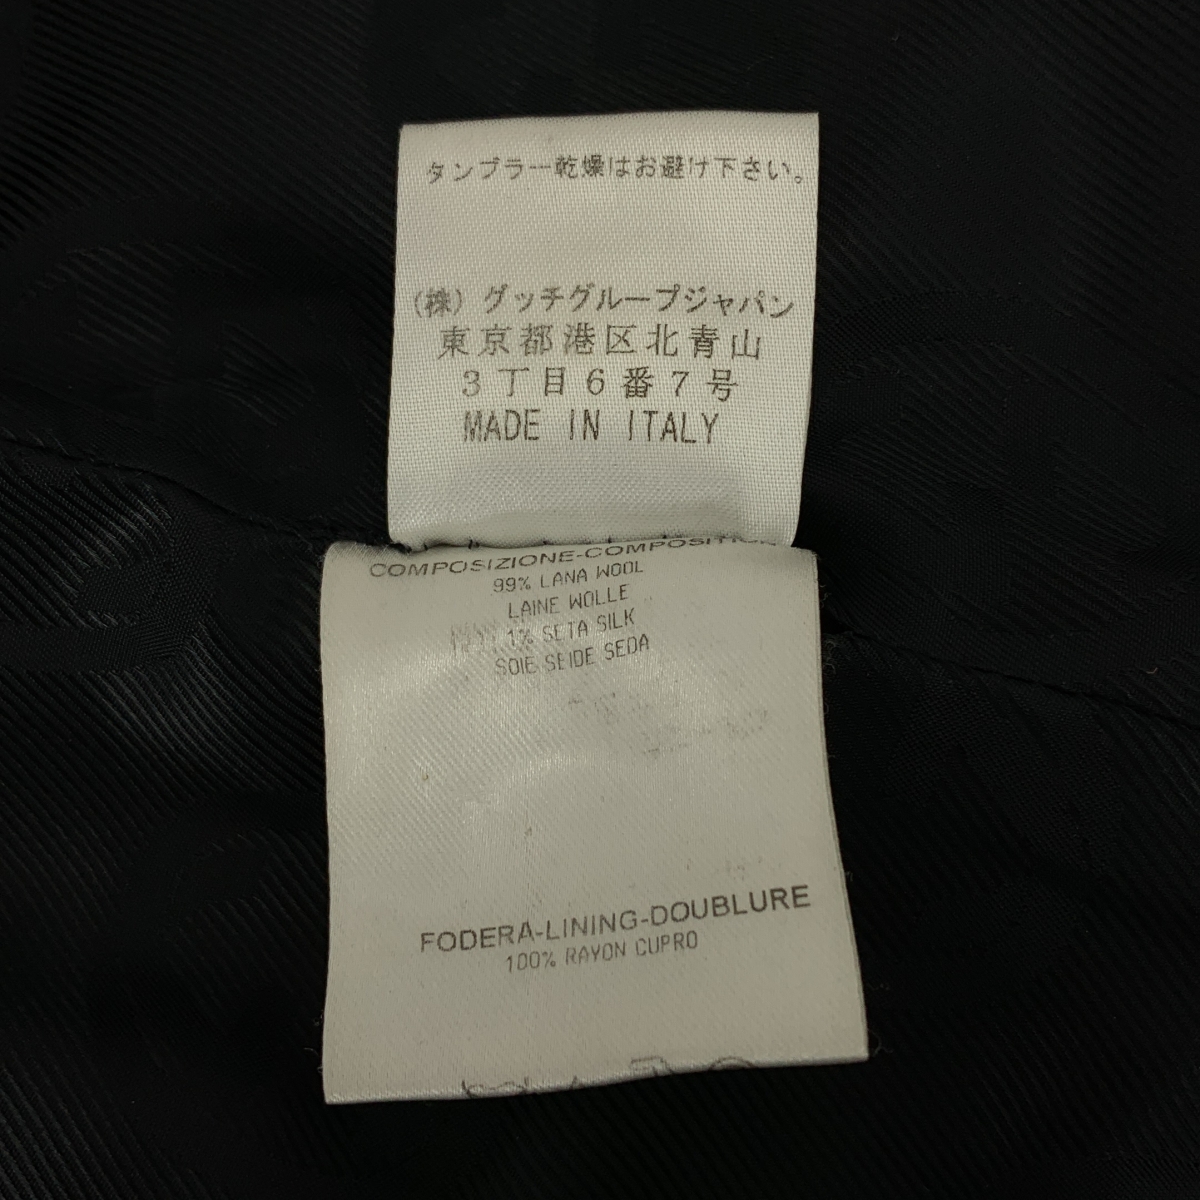 タンブラー乾燥はお避け下さい。
(株)グッチグループジャパン
東京都港区北青山
3丁目6番7号
MADE IN ITALY
COMPOSIZIONE-COMPOSITION
99% LANA WOOL
LAINE WOLLE
1% SETA SILK
SOIE SEIDE SEDA
FODERA-LINING-DOUBLURE
100% RAYON CUPRO